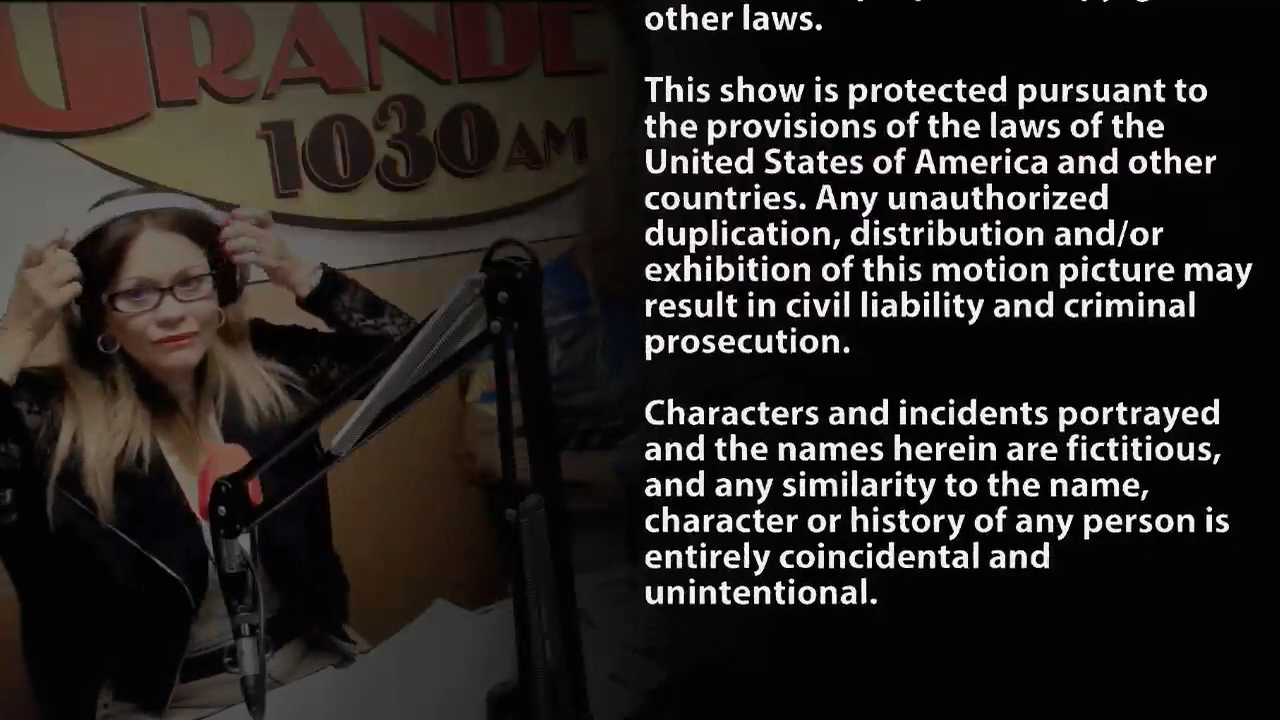 GRANDE
1030 AM
other laws.
This show is protected pursuant to
the provisions of the laws of the
United States of America and other
countries. Any unauthorized
duplication, distribution and/or
exhibition of this motion picture may
result in civil liability and criminal
prosecution.
Characters and incidents portrayed
and the names herein are fictitious,
and any similarity to the name,
character or history of any person is
entirely coincidental and
unintentional.